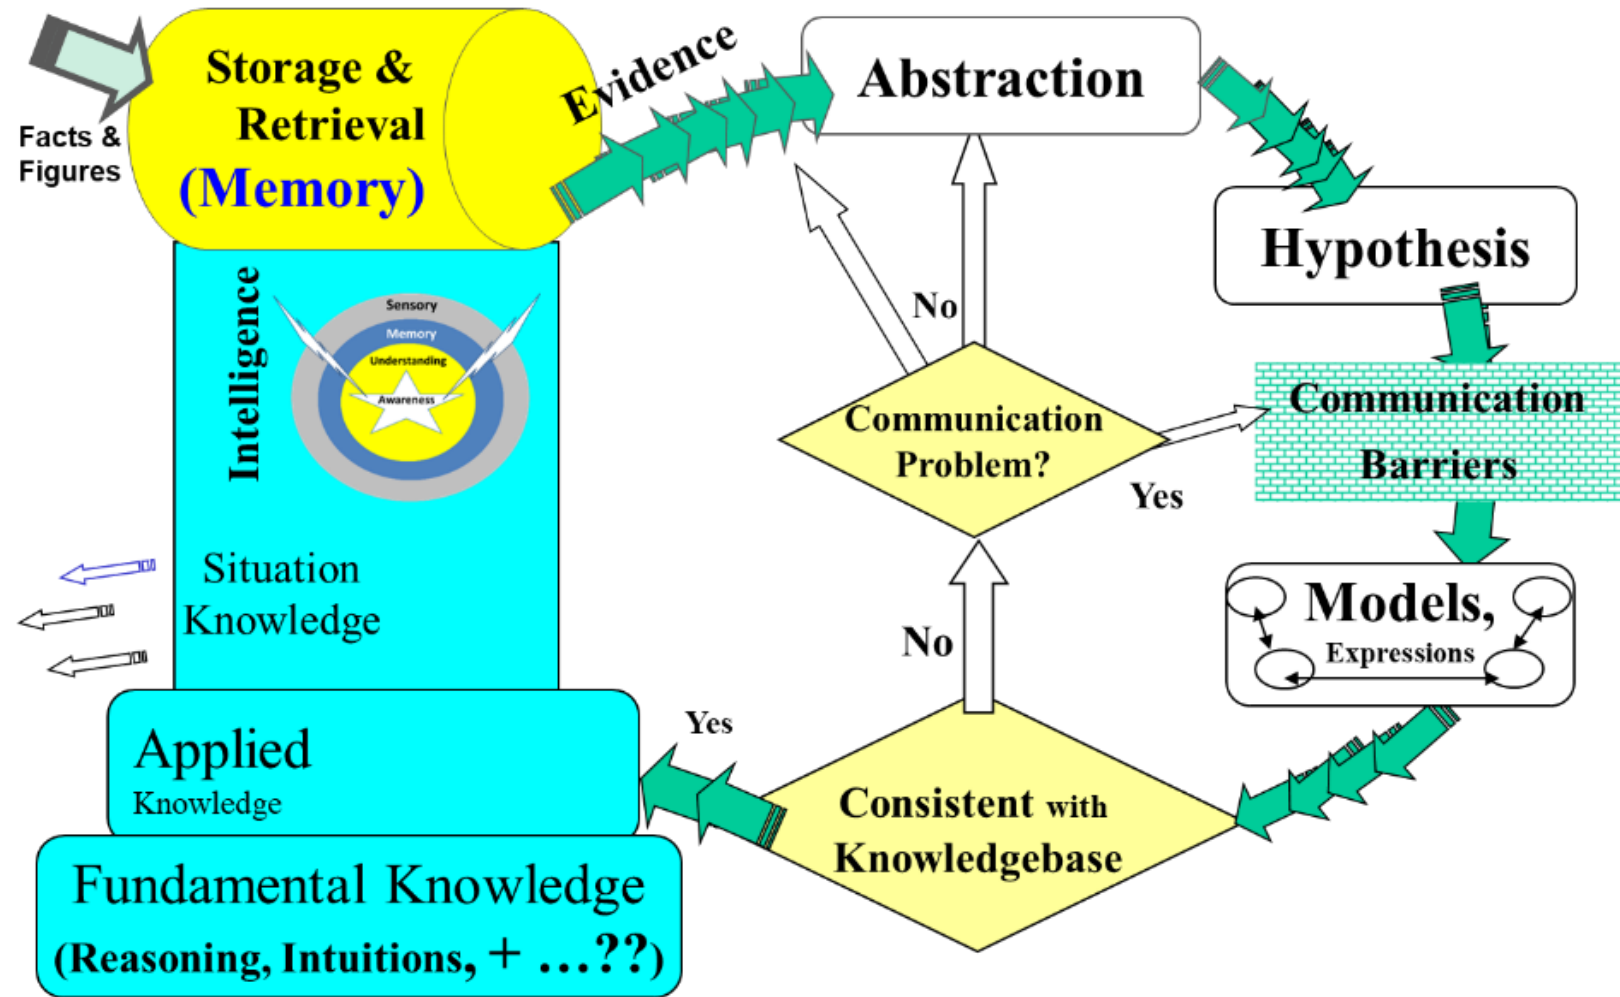 Storage &
Retrieval
(Memory)
Facts &
Figures
Evidence
Abstraction
Hypothesis
Intelligence
Sensory
Memory
Understanding
Awareness
No
Communication
Problem?
Yes
Communication
Barriers
Situation
Knowledge
No
Models,
Expressions
Applied
Knowledge
Yes
Consistent with
Knowledgebase
Fundamental Knowledge
(Reasoning, Intuitions, + ...??)